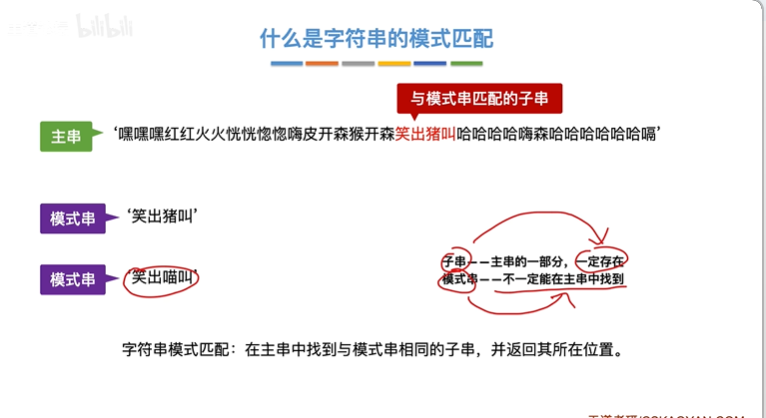 bilibili
什么是字符串的模式匹配
与模式串匹配的子串
主串
‘嘿嘿嘿红红火火恍恍惚惚嗨皮开森猴开森笑出猪叫哈哈哈哈嗨森哈哈哈哈哈哈嗝’
模式串
‘笑出猪叫’
模式串
‘笑出喵叫’
子串——主串的一部分，一定存在
模式串——不一定能在主串中找到
字符串模式匹配：在主串中找到与模式串相同的子串，并返回其所在位置。